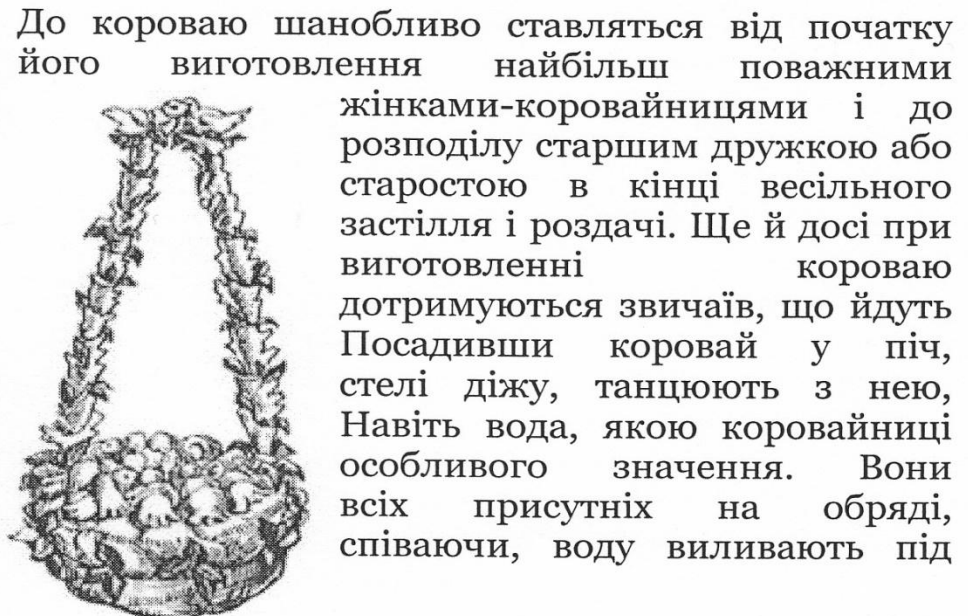 До короваю шанобливо ставляться від початку
його виготовлення найбільш поважними
жінками-коровайницями і до
розподілу старшим дружкою або
старостою в кінці весільного
застілля і роздачі. Ще й досі при
виготовленні короваю
дотримуються звичаїв, що йдуть
Посадивши коровай у піч,
стелі діжу, танцюють з нею,
Навіть вода, якою коровайниці
особливого значення. Вони
всіх присутніх на обряді,
співаючи, воду виливають під